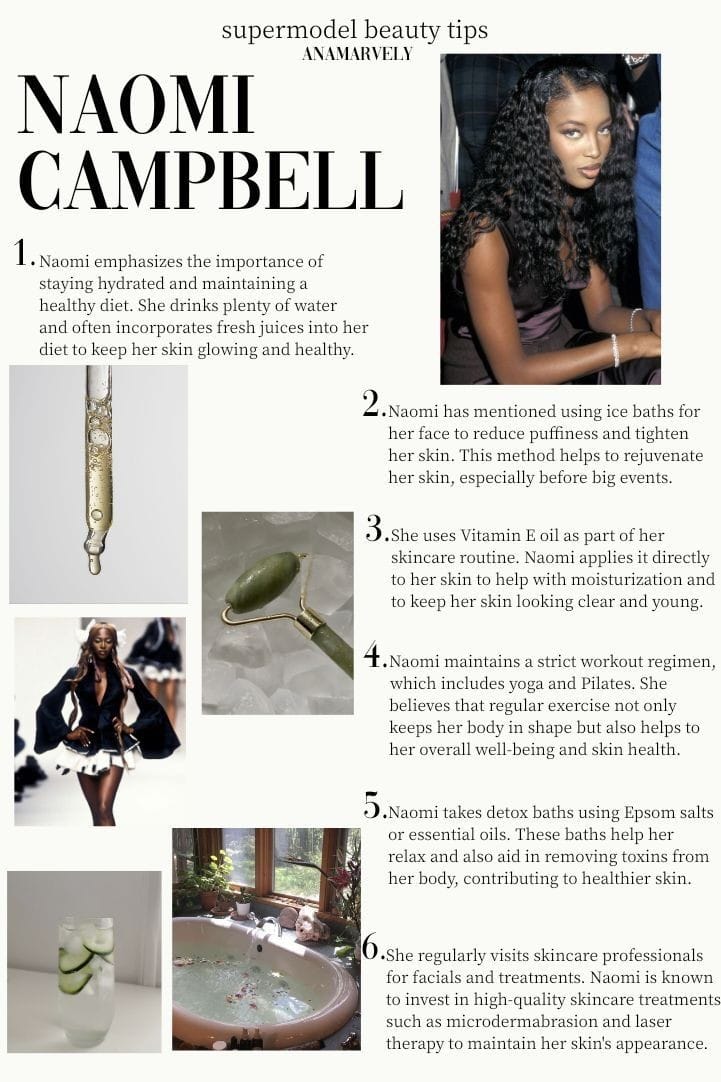 supermodel beauty tips
ANAMARVELY
NAOMI
CAMPBELL
1. Naomi emphasizes the importance of
staying hydrated and maintaining a
healthy diet. She drinks plenty of water
and often incorporates fresh juices into her
diet to keep her skin glowing and healthy.
2. Naomi has mentioned using ice baths for
her face to reduce puffiness and tighten
her skin. This method helps to rejuvenate
her skin, especially before big events.
3. She uses Vitamin E oil as part of her
skincare routine. Naomi applies it directly
to her skin to help with moisturization and
to keep her skin looking clear and young.
4. Naomi maintains a strict workout regimen,
which includes yoga and Pilates. She
believes that regular exercise not only
keeps her body in shape but also helps to
her overall well-being and skin health.
5. Naomi takes detox baths using Epsom salts
or essential oils. These baths help her
relax and also aid in removing toxins from
her body, contributing to healthier skin.
6. She regularly visits skincare professionals
for facials and treatments. Naomi is known
to invest in high-quality skincare treatments
such as microdermabrasion and laser
therapy to maintain her skin's appearance.